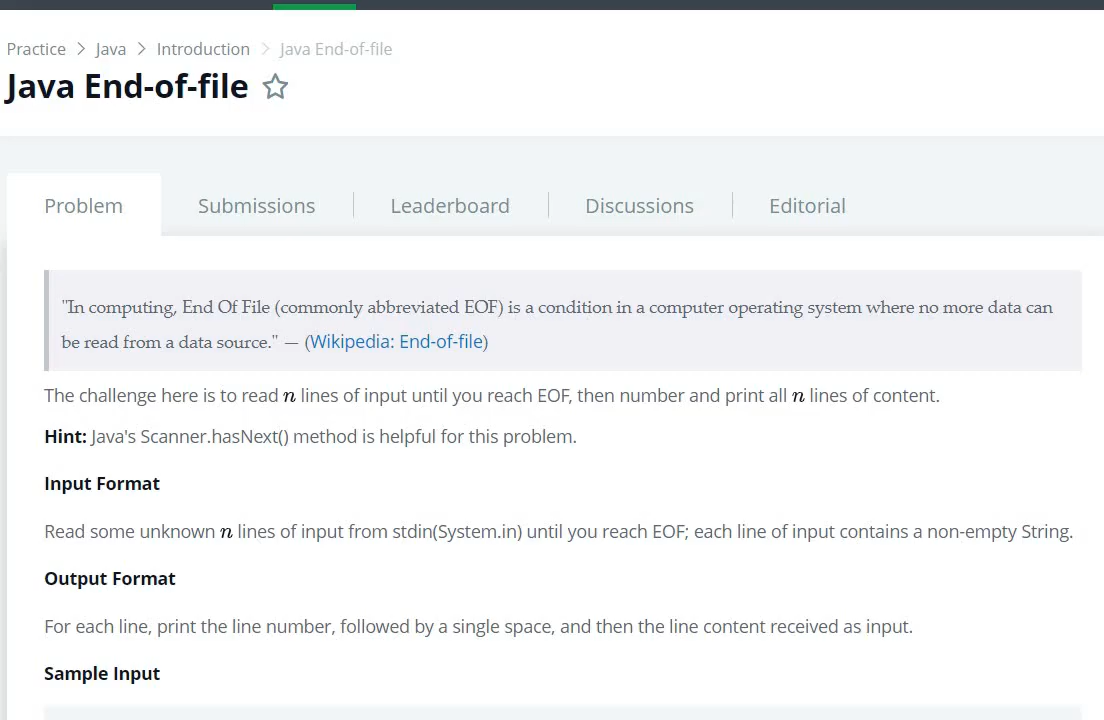 Practice > Java > Introduction > Java End-of-file
Java End-of-file
Problem Submissions Leaderboard Discussions Editorial
"In computing, End Of File (commonly abbreviated EOF) is a condition in a computer operating system where no more data can
be read from a data source." — (Wikipedia: End-of-file)
The challenge here is to read n lines of input until you reach EOF, then number and print all n lines of content.
Hint: Java's Scanner.hasNext() method is helpful for this problem.
Input Format
Read some unknown n lines of input from stdin(System.in) until you reach EOF; each line of input contains a non-empty String.
Output Format
For each line, print the line number, followed by a single space, and then the line content received as input.
Sample Input